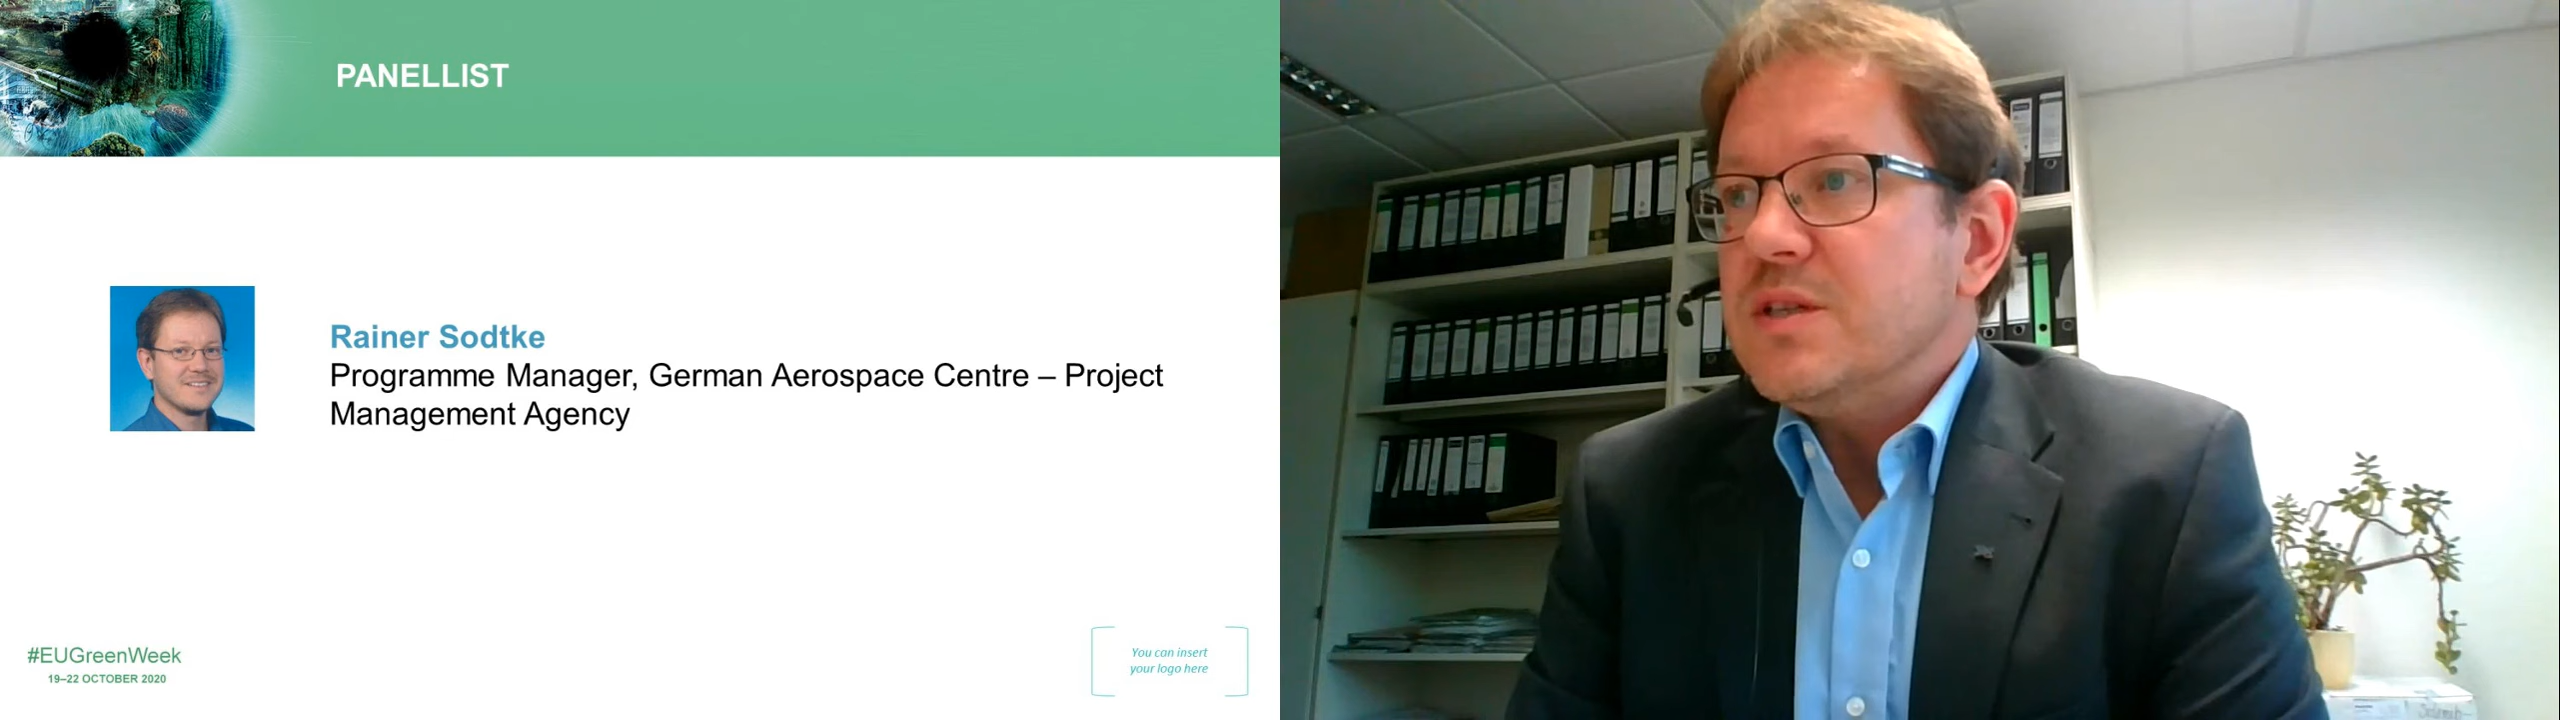 PANELLIST
Rainer Sodtke
Programme Manager, German Aerospace Centre – Project
Management Agency
#EUGreenWeek
19–22 OCTOBER 2020
You can insert
your logo here